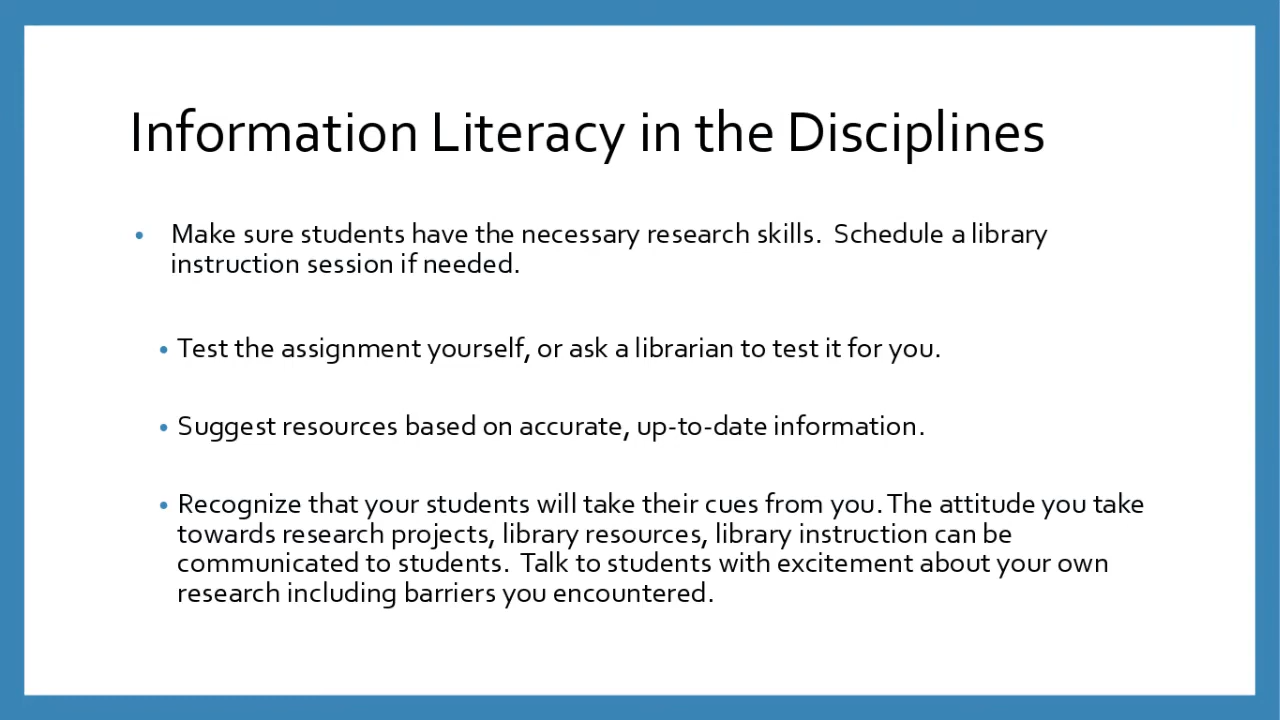 Information Literacy in the Disciplines
• Make sure students have the necessary research skills.  Schedule a library
instruction session if needed.
• Test the assignment yourself, or ask a librarian to test it for you.
• Suggest resources based on accurate, up-to-date information.
• Recognize that your students will take their cues from you. The attitude you take
towards research projects, library resources, library instruction can be
communicated to students.  Talk to students with excitement about your own
research including barriers you encountered.